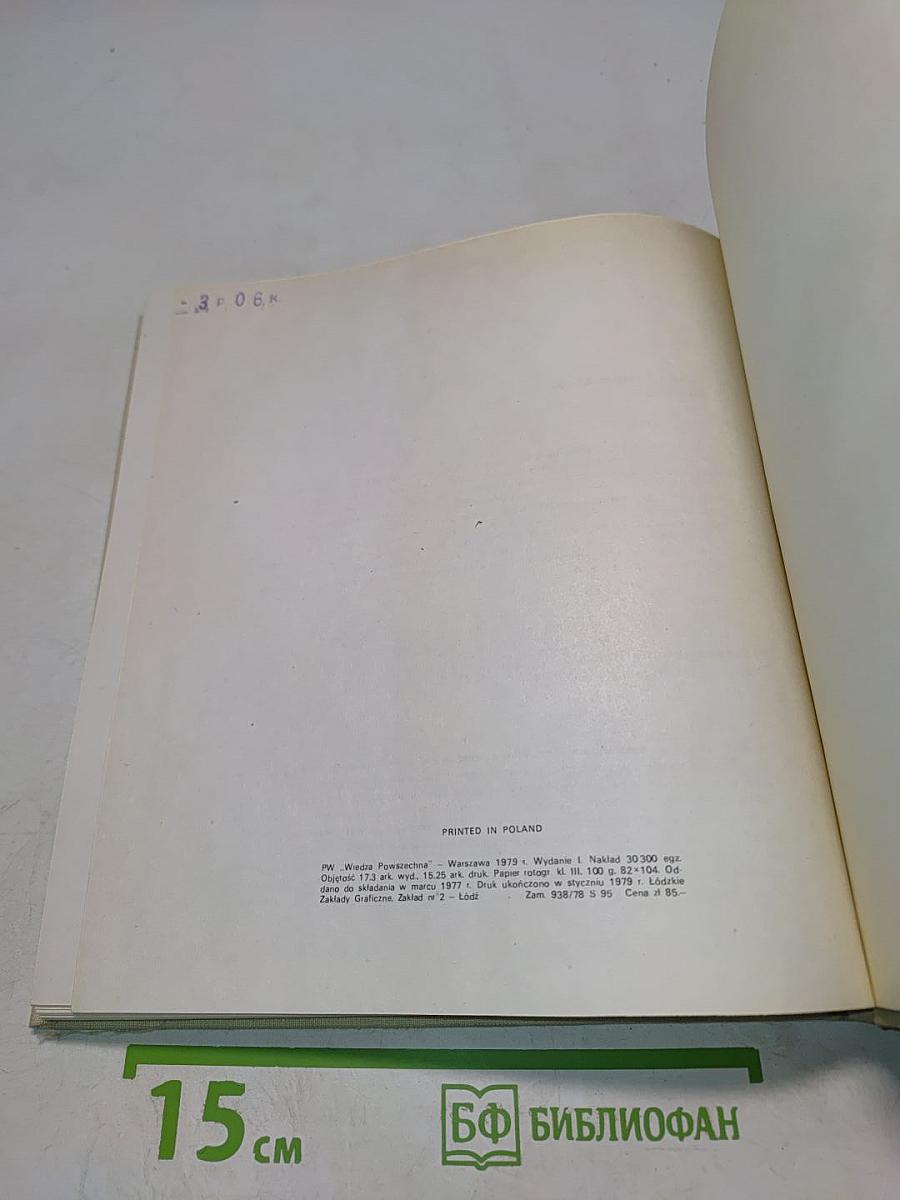 3 р. 06 к.
PRINTED IN POLAND
PW „Wiedza Powszechna" – Warszawa 1979 r. Wydanie I. Nakład 30 300 egz.
Objętość 17,3 ark. wyd., 15,25 ark. druk. Papier rotogr. kl. III, 100 g. 82×104. Od-
dano do składania w marcu 1977 r. Druk ukończono w styczniu 1979 r. Łódzkie
Zakłady Graficzne, Zakład nr 2 – Łódź . Zam. 938/78 S 95 Cena zł 85.–
15 см
БФ БИБЛИОФАН